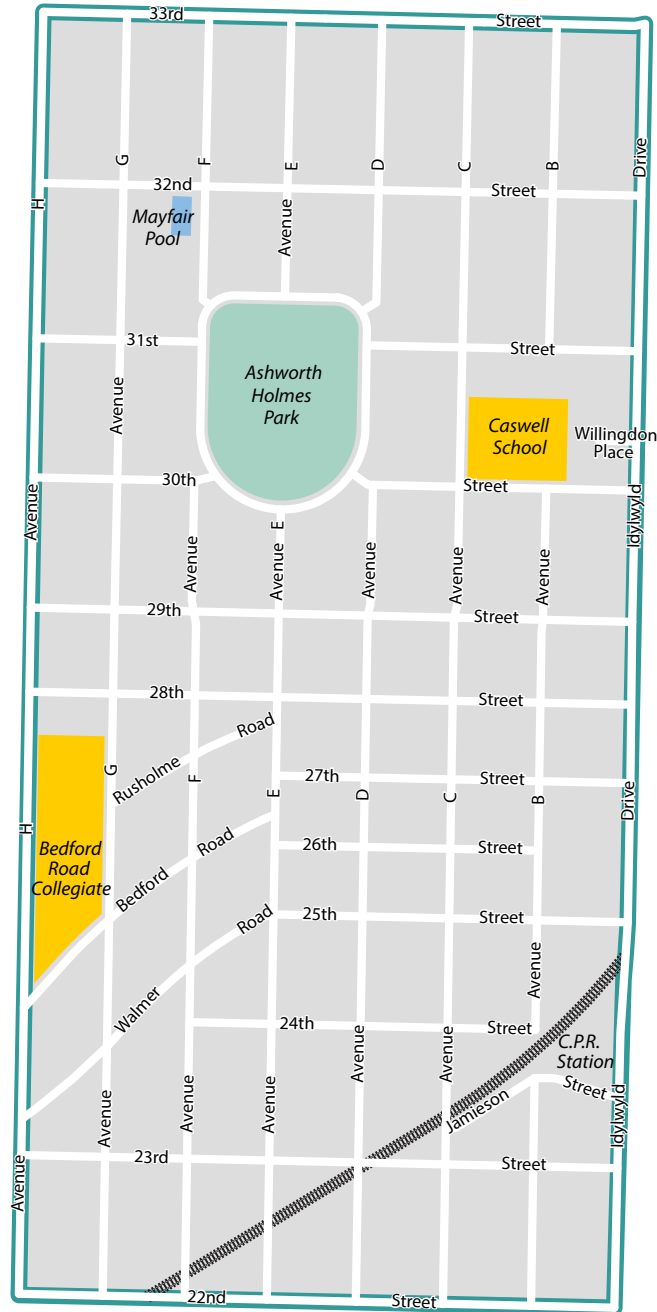 33rd Street
G
F
E
D
C
B
Drive
32nd Street
H
Mayfair
Pool
Avenue
31st Street
Ashworth
Holmes
Park
Avenue
Caswell
School
Willingdon
Place
30th Street
Avenue
Idylwyld
E
Avenue
Avenue
Avenue
Avenue
Avenue
29th Street
28th Street
Rusholme Road
G
F
E
D
C
B
Drive
27th Street
H
Bedford
Road
Collegiate
Bedford Road
26th Street
25th Street
Walmer Road
Avenue
24th Street
C.P.R.
Station
Avenue
Avenue
Jamieson Street
Avenue
Avenue
Avenue
Idylwyld
23rd Street
Avenue
22nd Street